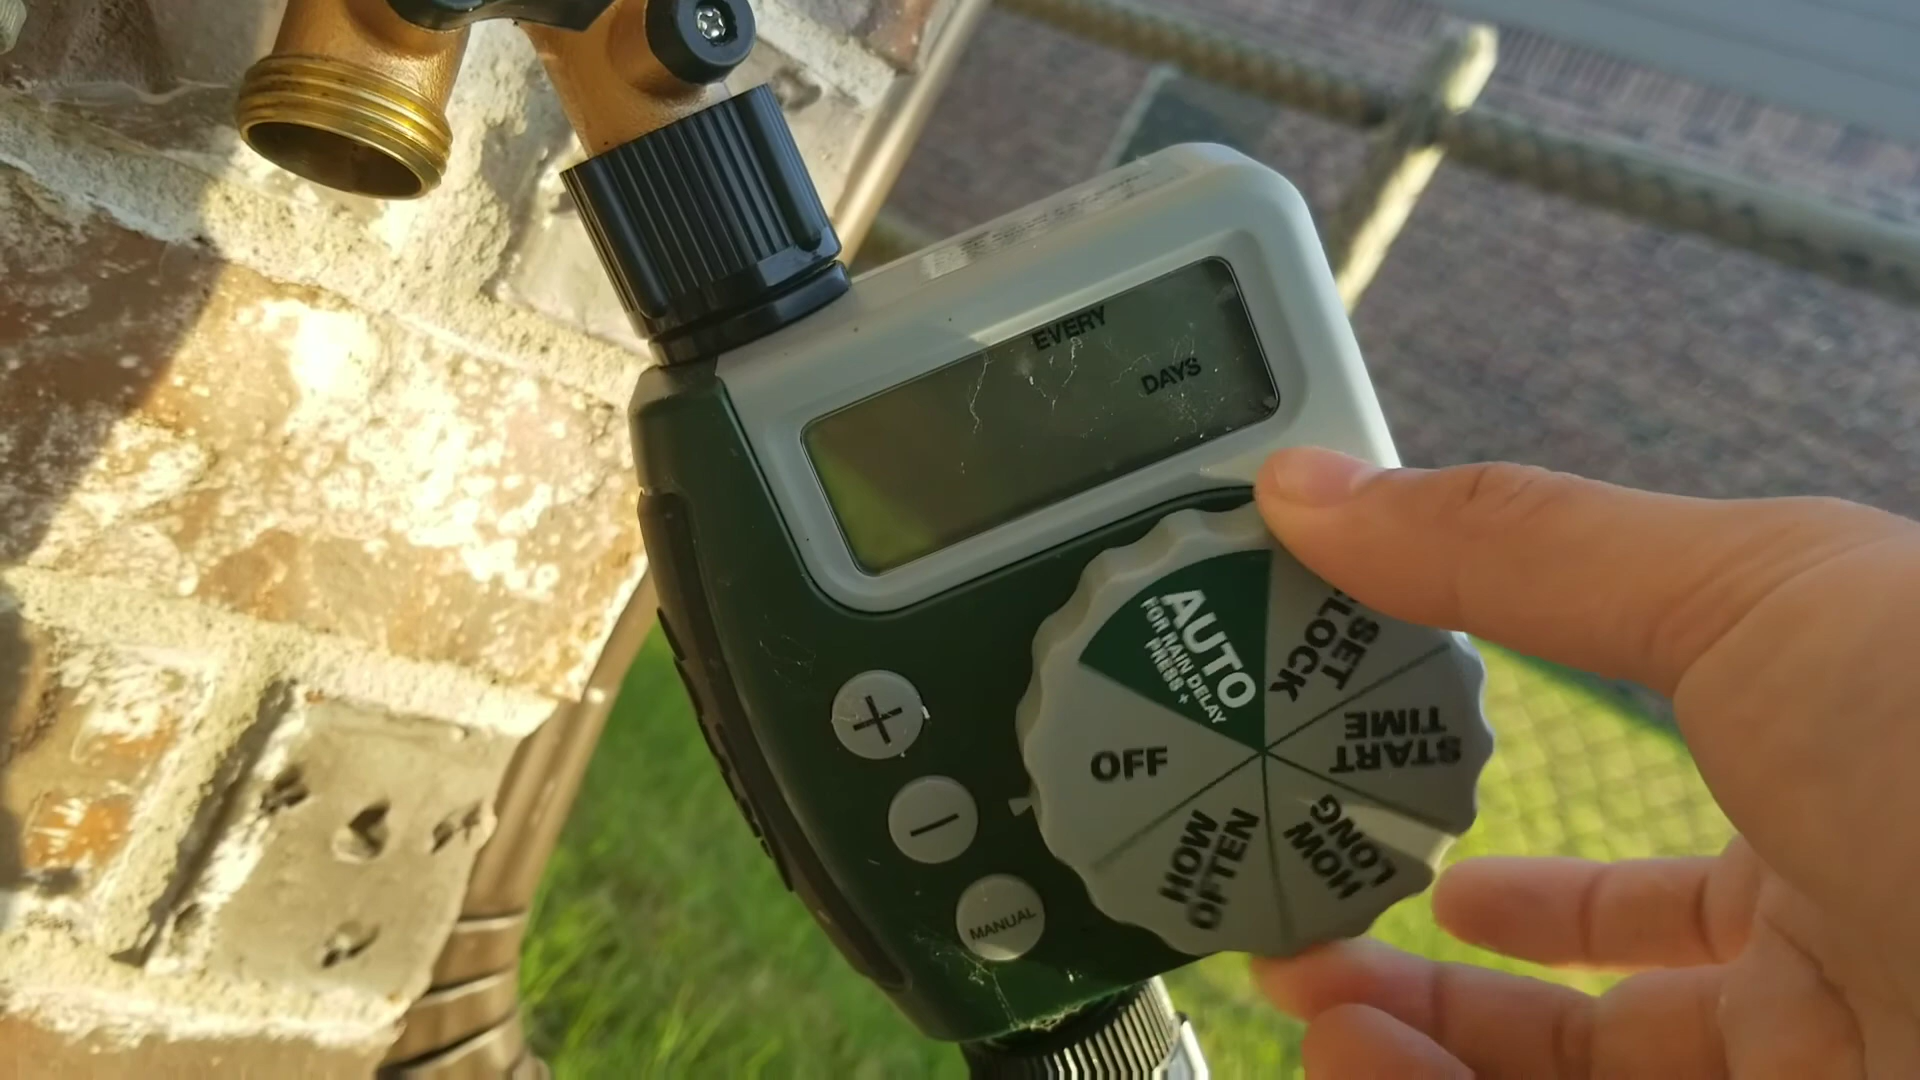 EVERY
DAYS
AUTO
FOR RAIN DELAY
PRESS +
SET
CLOCK
START
TIME
HOW
LONG
HOW
OFTEN
OFF
+
−
MANUAL